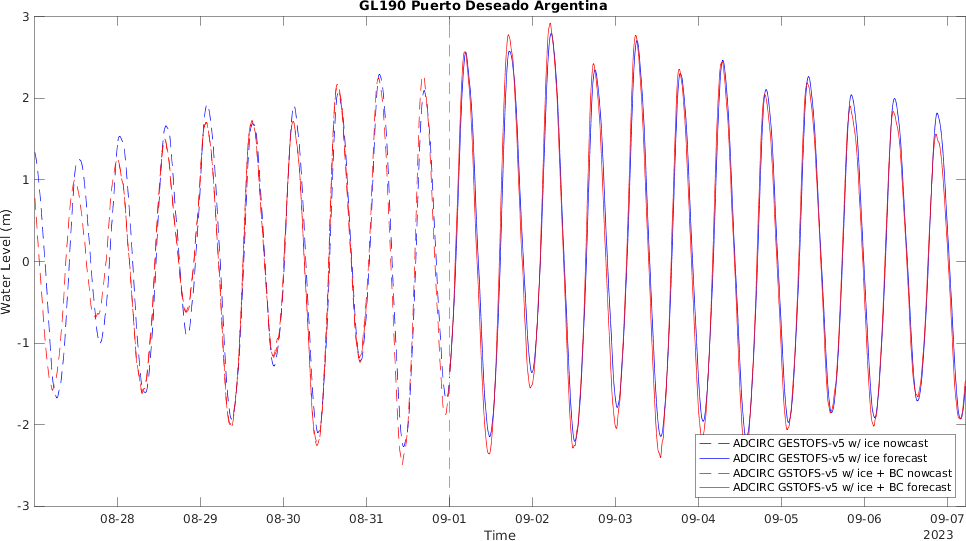 GL190 Puerto Deseado Argentina
3
2
1
0
-1
-2
-3
Water Level (m)
ADCIRC GESTOFS-v5 w/ ice nowcast
ADCIRC GESTOFS-v5 w/ ice forecast
ADCIRC GSTOFS-v5 w/ ice + BC nowcast
ADCIRC GSTOFS-v5 w/ ice + BC forecast
08-28 08-29 08-30 08-31 09-01 09-02 09-03 09-04 09-05 09-06 09-07
Time
2023